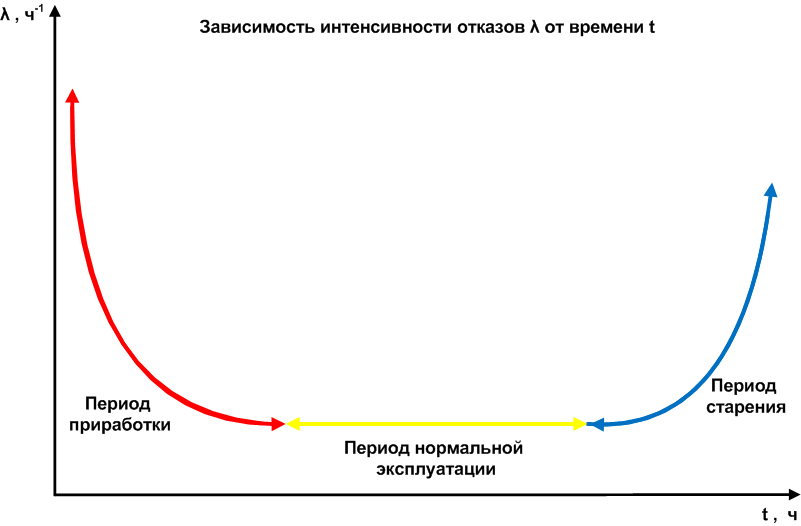 λ , ч-1
Зависимость интенсивности отказов λ от времени t
Период
старения
Период
приработки
Период нормальной
эксплуатации
t , ч